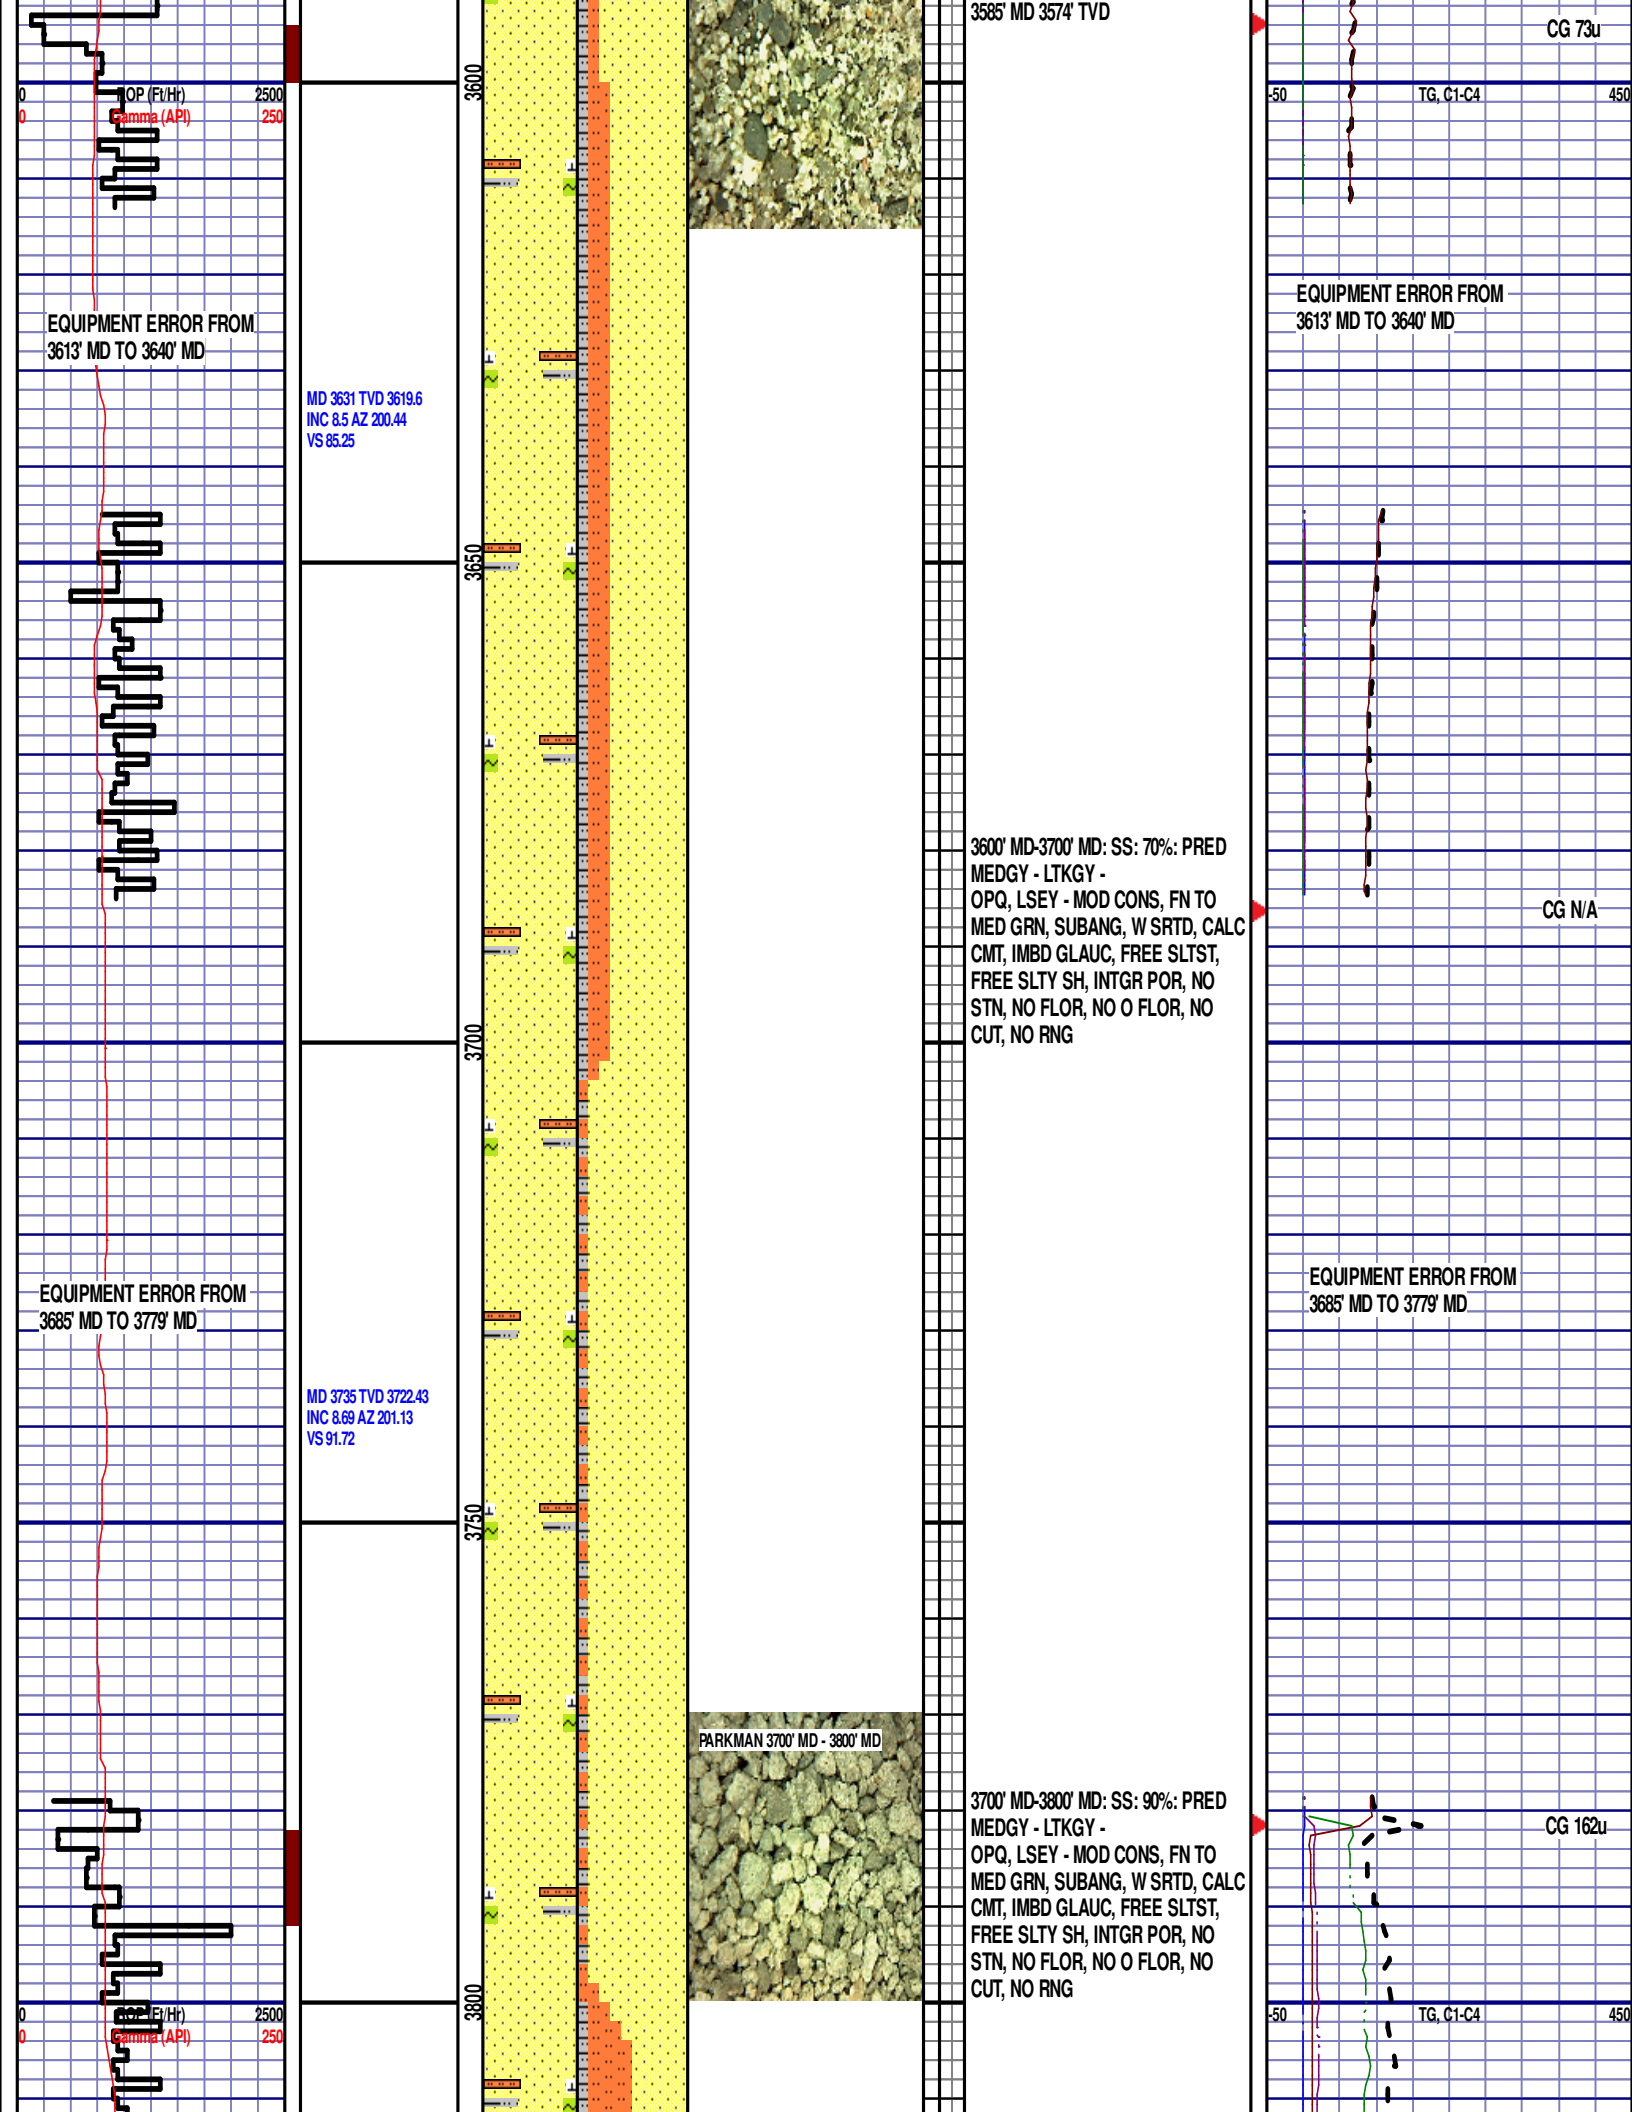 3585' MD 3574' TVD
CG 73u
0 ROP (Ft/Hr) 2500
0 Gamma (API) 250
3600
-50 TG, C1-C4 450
EQUIPMENT ERROR FROM
3613' MD TO 3640' MD
EQUIPMENT ERROR FROM
3613' MD TO 3640' MD
MD 3631 TVD 3619.6
INC 8.5 AZ 200.44
VS 85.25
3650
3600' MD-3700' MD: SS: 70%: PRED
MEDGY - LTKGY -
OPQ, LSEY - MOD CONS, FN TO
MED GRN, SUBANG, W SRTD, CALC
CMT, IMBD GLAUC, FREE SLTST,
FREE SLTY SH, INTGR POR, NO
STN, NO FLOR, NO O FLOR, NO
CUT, NO RNG
CG N/A
3700
EQUIPMENT ERROR FROM
3685' MD TO 3779' MD
EQUIPMENT ERROR FROM
3685' MD TO 3779' MD
MD 3735 TVD 3722.43
INC 8.69 AZ 201.13
VS 91.72
3750
PARKMAN 3700' MD - 3800' MD
3700' MD-3800' MD: SS: 90%: PRED
MEDGY - LTKGY -
OPQ, LSEY - MOD CONS, FN TO
MED GRN, SUBANG, W SRTD, CALC
CMT, IMBD GLAUC, FREE SLTST,
FREE SLTY SH, INTGR POR, NO
STN, NO FLOR, NO O FLOR, NO
CUT, NO RNG
CG 162u
3800
0 ROP (Ft/Hr) 2500
0 Gamma (API) 250
-50 TG, C1-C4 450